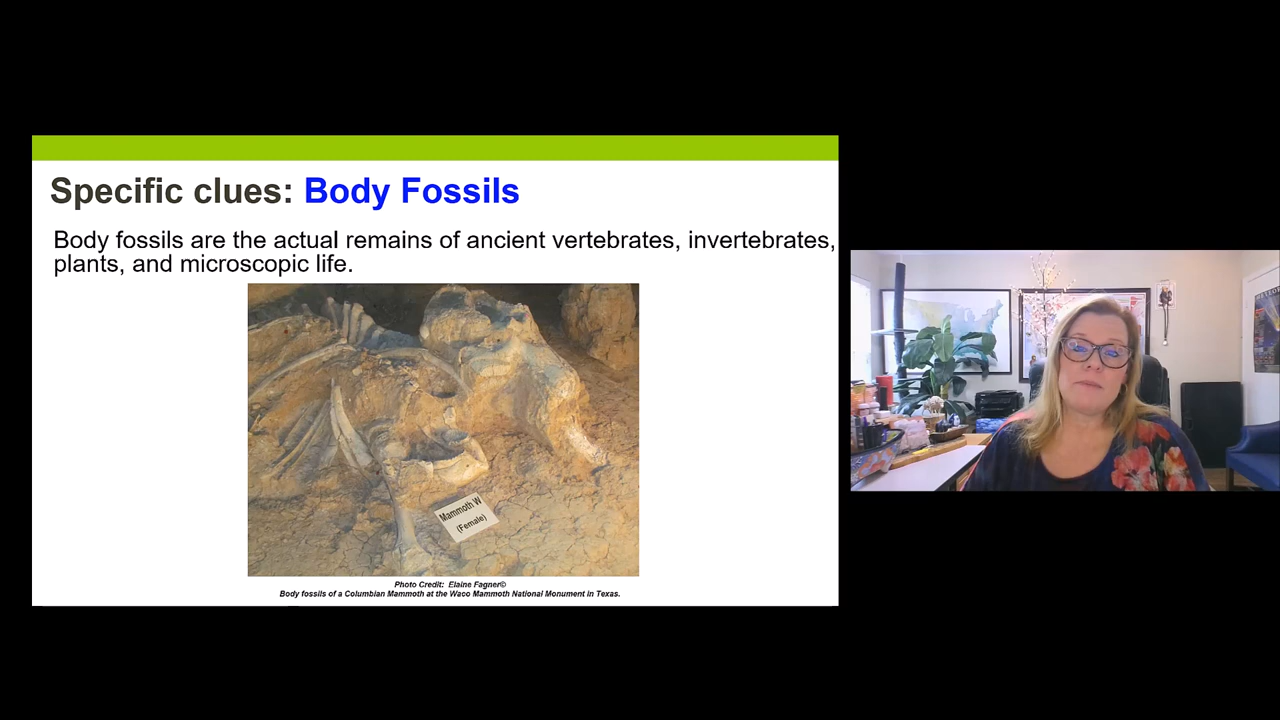 Specific clues: Body Fossils
Body fossils are the actual remains of ancient vertebrates, invertebrates,
plants, and microscopic life.
Mammoth W
(Female)
Photo Credit: Elaine Fagner©
Body fossils of a Columbian Mammoth at the Waco Mammoth National Monument in Texas.